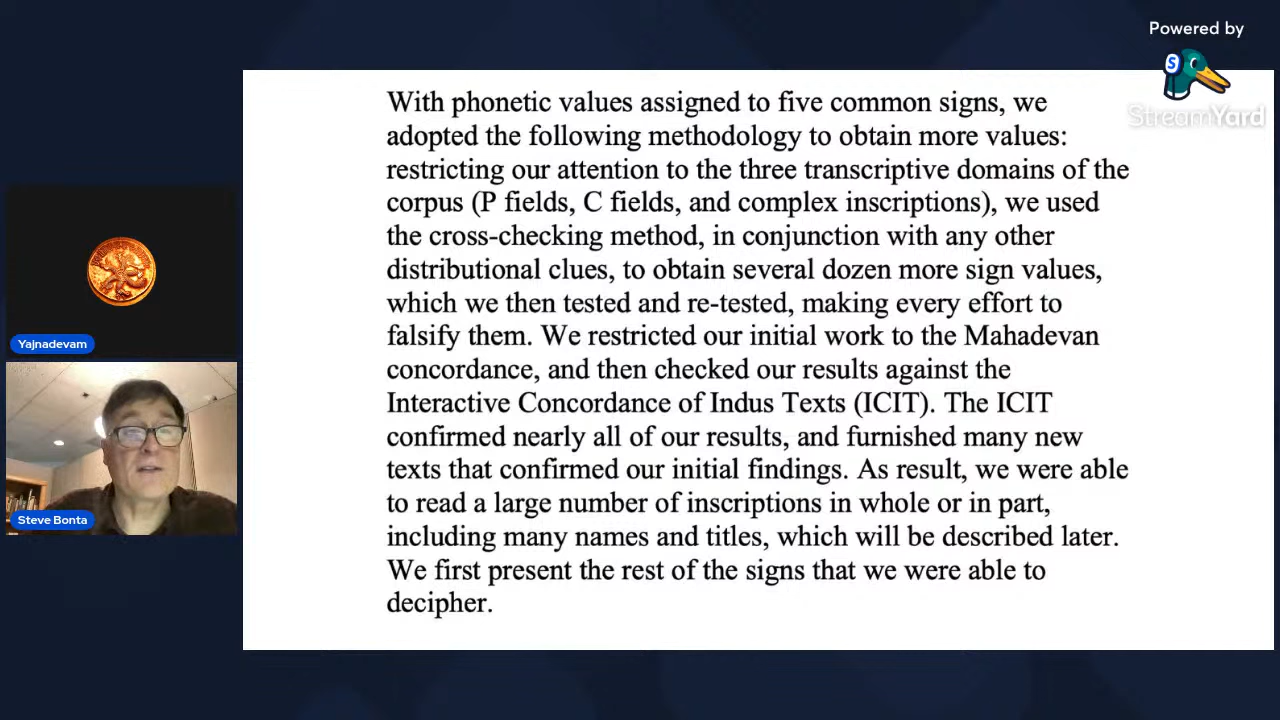 Powered by
S
StreamYard
With phonetic values assigned to five common signs, we
adopted the following methodology to obtain more values:
restricting our attention to the three transcriptive domains of the
corpus (P fields, C fields, and complex inscriptions), we used
the cross-checking method, in conjunction with any other
distributional clues, to obtain several dozen more sign values,
which we then tested and re-tested, making every effort to
falsify them. We restricted our initial work to the Mahadevan
concordance, and then checked our results against the
Interactive Concordance of Indus Texts (ICIT). The ICIT
confirmed nearly all of our results, and furnished many new
texts that confirmed our initial findings. As result, we were able
to read a large number of inscriptions in whole or in part,
including many names and titles, which will be described later.
We first present the rest of the signs that we were able to
decipher.
Yajnadevam
Steve Bonta